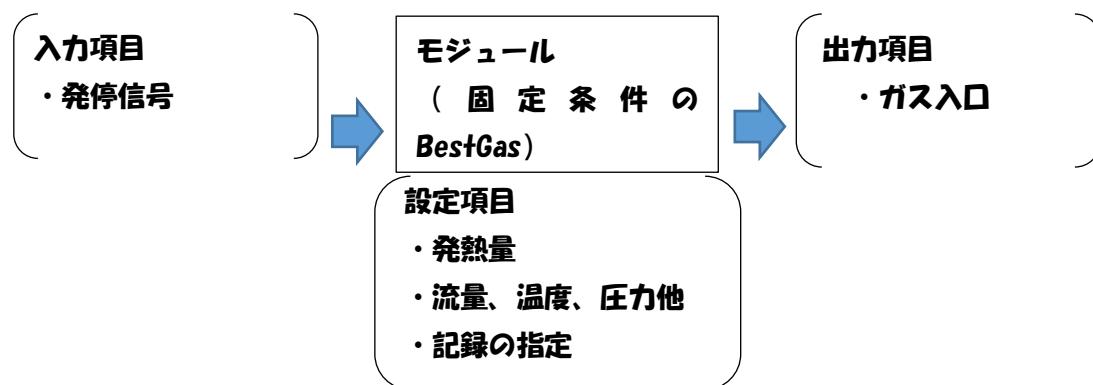 入力項目
・発停信号
モジュール
(固定条件の
BestGas)
設定項目
・発熱量
・流量、温度、圧力他
・記録の指定
出力項目
・ガス入口